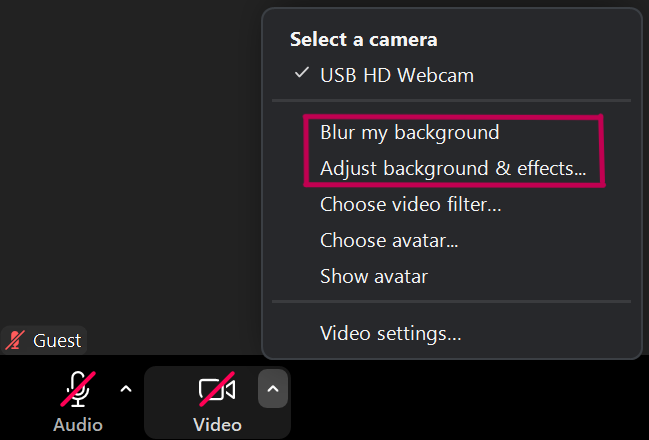 Select a camera
USB HD Webcam
Blur my background
Adjust background & effects...
Choose video filter...
Choose avatar...
Show avatar
Video settings...
Guest
Audio
Video